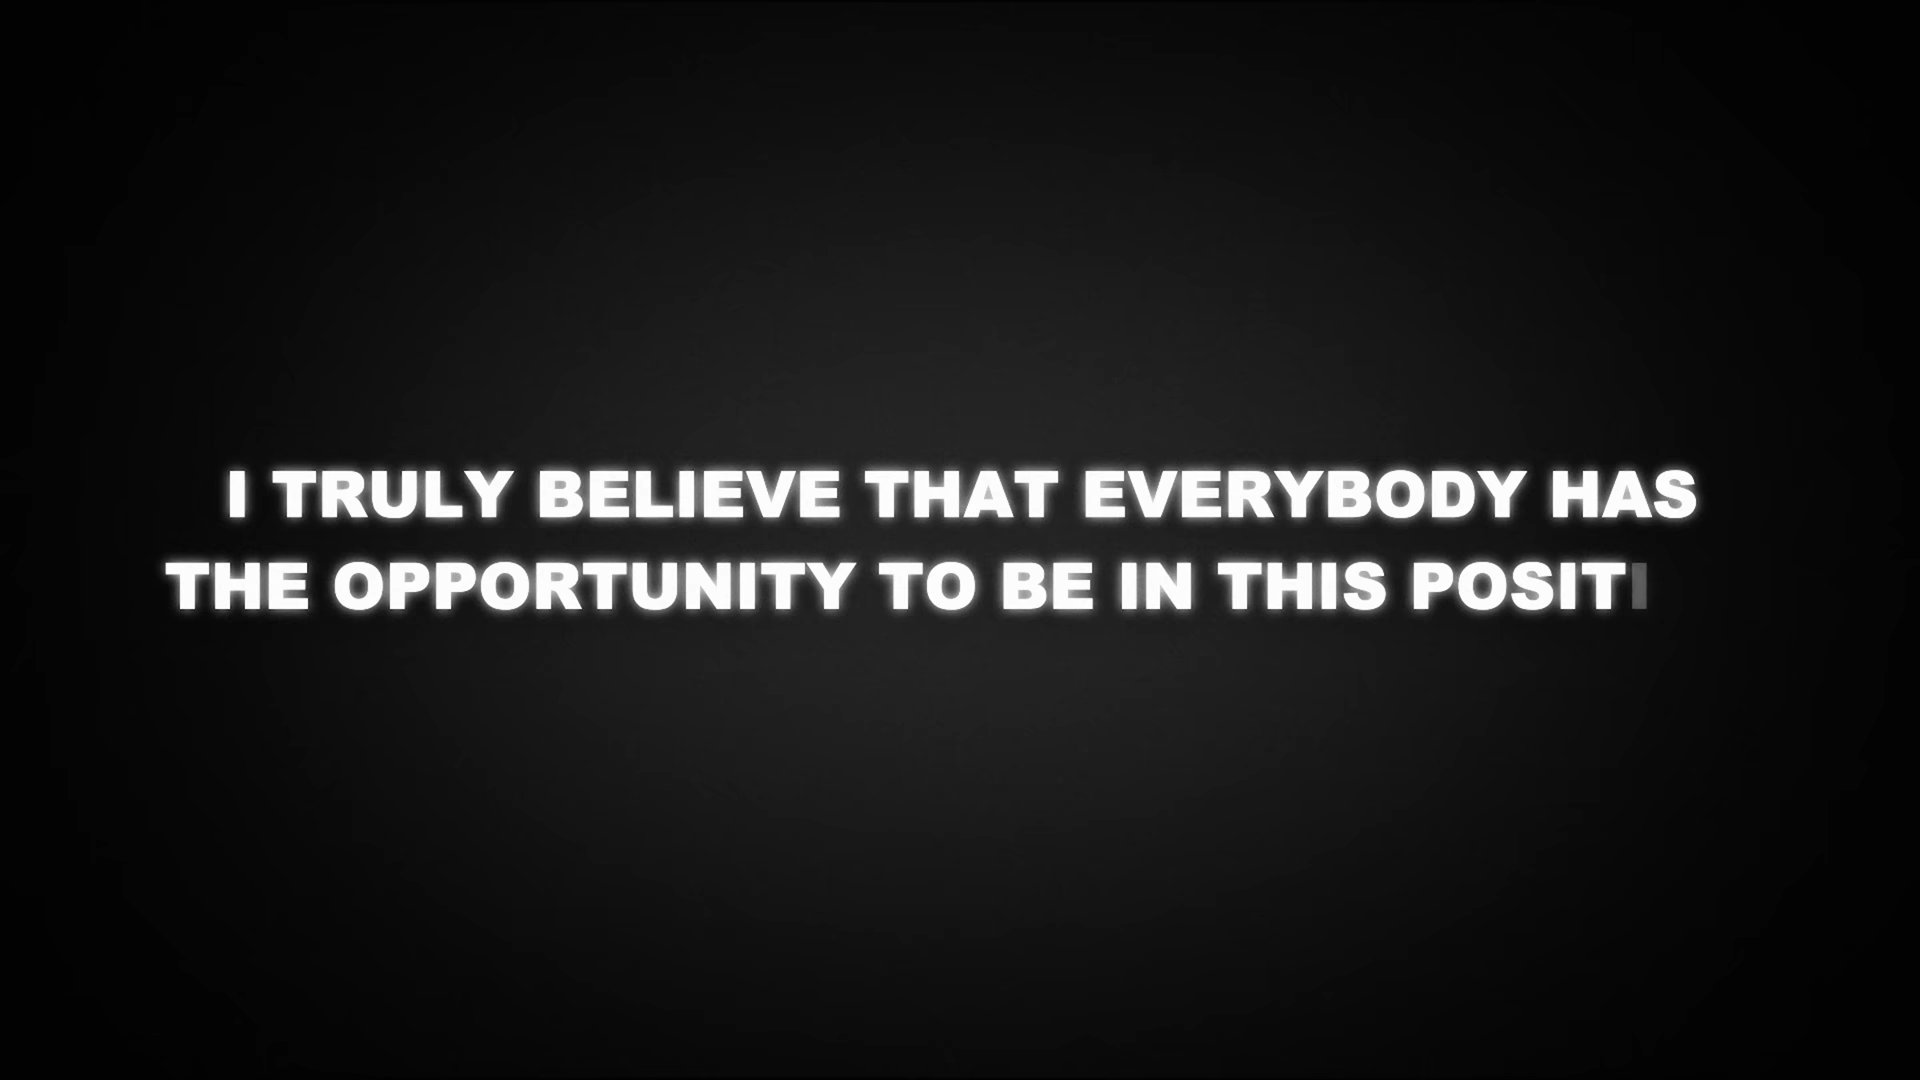 I TRULY BELIEVE THAT EVERYBODY HAS
THE OPPORTUNITY TO BE IN THIS POSITI